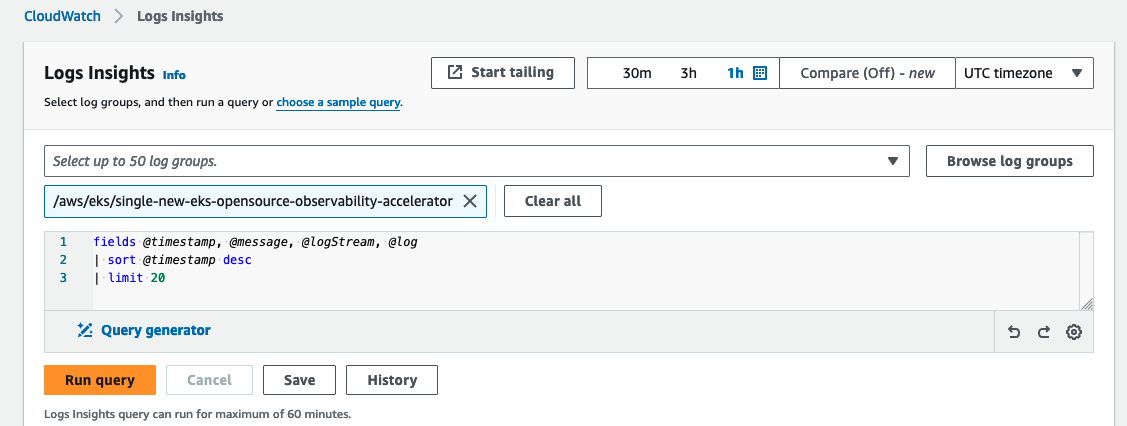 CloudWatch > Logs Insights
Logs Insights Info
Start tailing
30m 3h 1h Compare (Off) - new UTC timezone
Select log groups, and then run a query or choose a sample query.
Select up to 50 log groups.
Browse log groups
/aws/eks/single-new-eks-opensource-observability-accelerator
Clear all
1 fields @timestamp, @message, @logStream, @log
2 | sort @timestamp desc
3 | limit 20
Query generator
Run query Cancel Save History
Logs Insights query can run for maximum of 60 minutes.